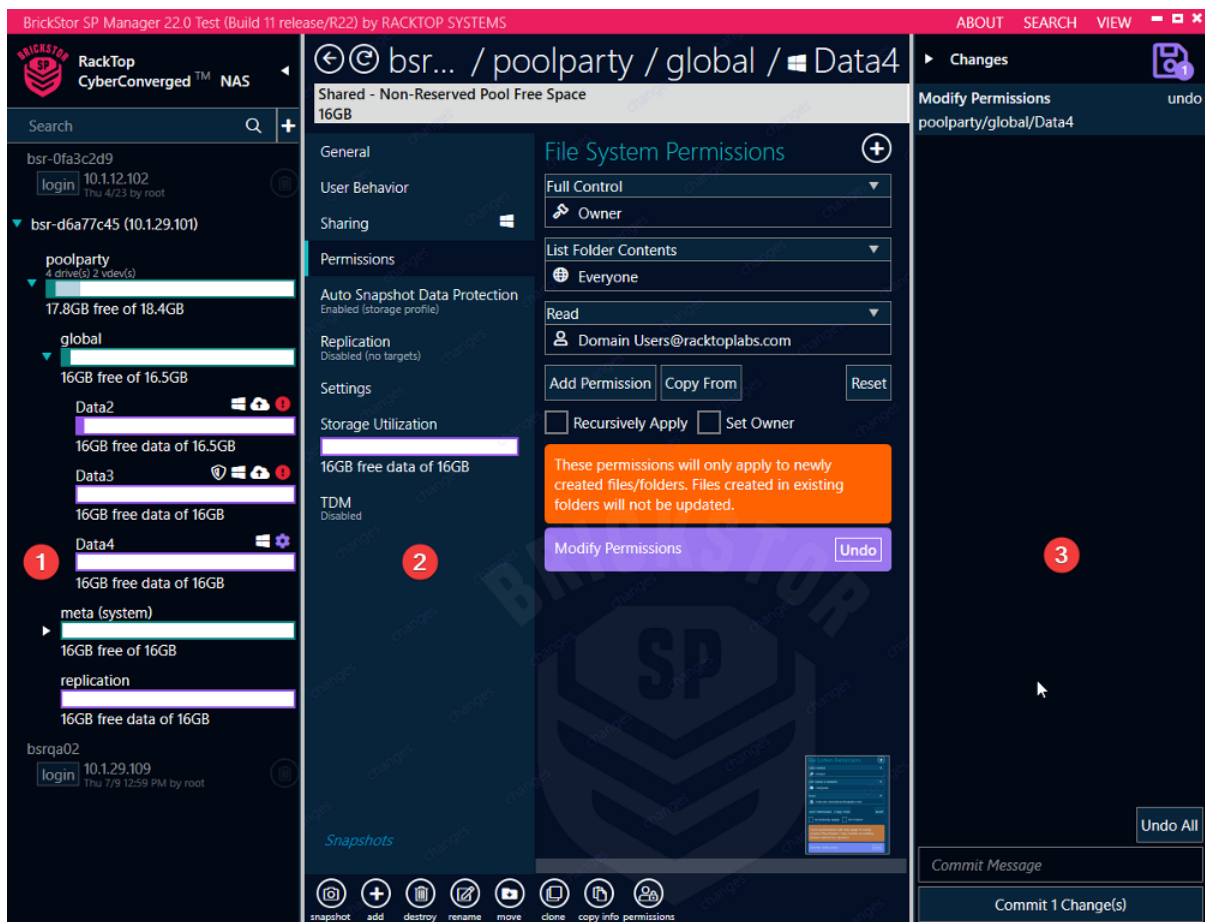 BrickStor SP Manager 22.0 Test (Build 11 release/R22) by RACKTOP SYSTEMS
ABOUT SEARCH VIEW
BRICKSTOR
SP
RackTop
CyberConverged TM NAS
Search
bsr-0fa3c2d9
login 10.1.12.102
Thu 4/23 by root
bsr-d6a77c45 (10.1.29.101)
poolparty
4 drive(s) 2 vdev(s)
17.8GB free of 18.4GB
global
16GB free of 16.5GB
Data2
16GB free data of 16.5GB
Data3
16GB free data of 16GB
Data4
1
16GB free data of 16GB
meta (system)
16GB free of 16GB
replication
16GB free data of 16GB
bsrqa02
login 10.1.29.109
Thu 7/9 12:59 PM by root
bsr... / poolparty / global / Data4
Shared - Non-Reserved Pool Free Space
16GB
General
User Behavior
Sharing
Permissions
Auto Snapshot Data Protection
Enabled (storage profile)
Replication
Disabled (no targets)
Settings
Storage Utilization
16GB free data of 16GB
TDM
Disabled
2
Snapshots
File System Permissions
Full Control
Owner
List Folder Contents
Everyone
Read
Domain Users@racktoplabs.com
Add Permission Copy From Reset
Recursively Apply Set Owner
These permissions will only apply to newly
created files/folders. Files created in existing
folders will not be updated.
Modify Permissions Undo
BRICKSTOR
SP
snapshot add destroy rename move clone copy info permissions
Changes
1
Modify Permissions undo
poolparty/global/Data4
3
Undo All
Commit Message
Commit 1 Change(s)